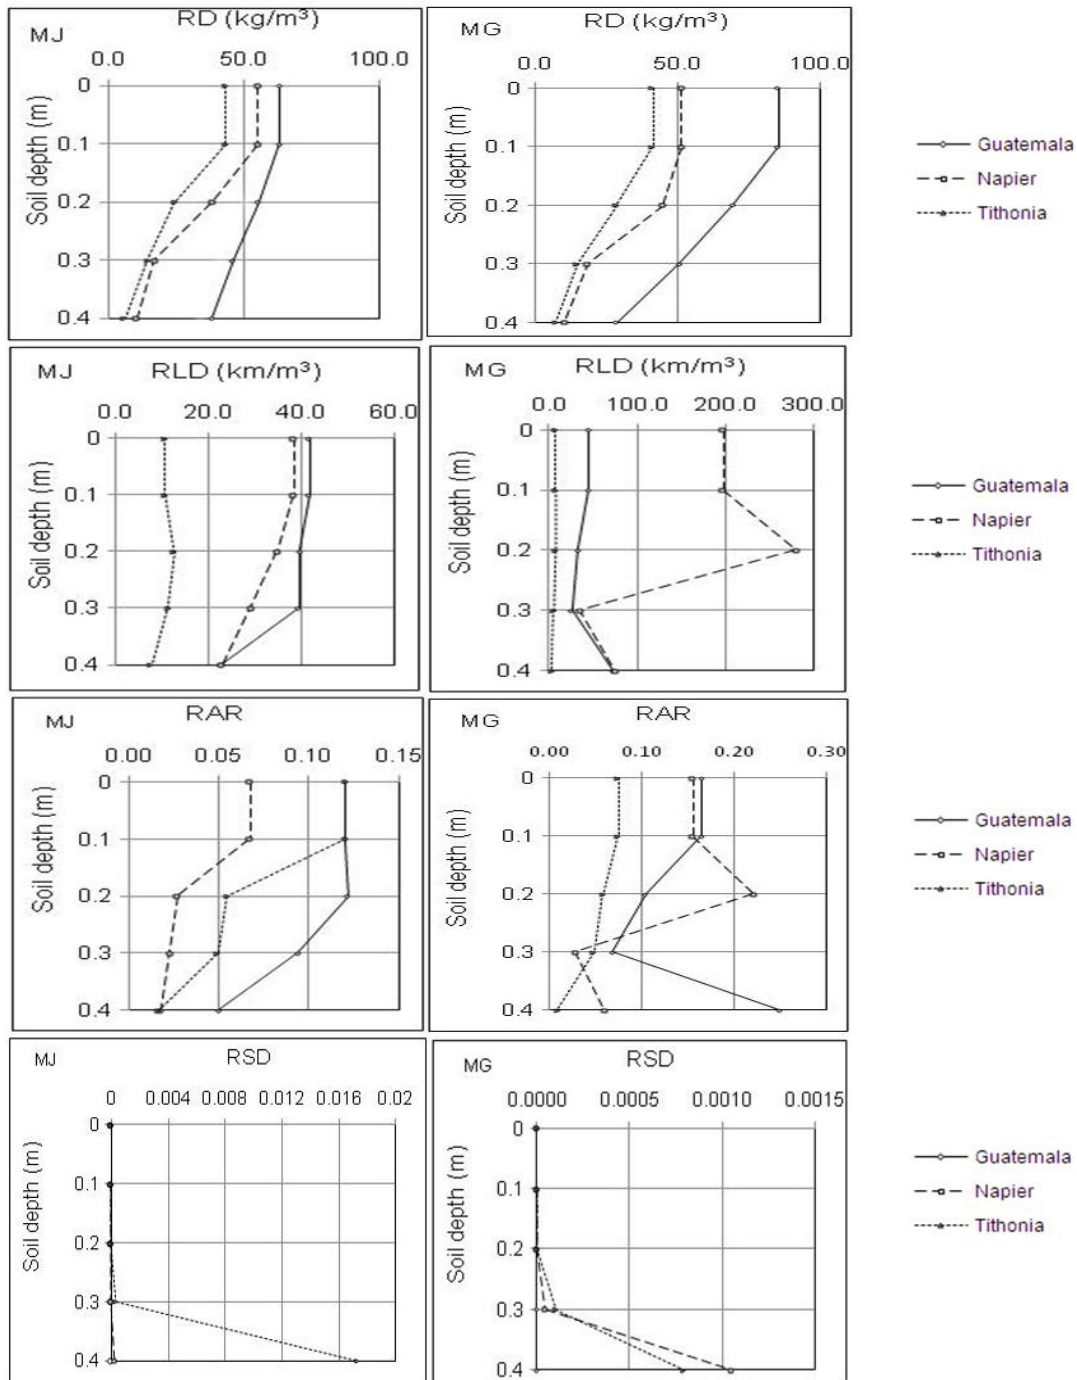 MJ
RD (kg/m³)
0.0 50.0 100.0
Soil depth (m)
0
0.1
0.2
0.3
0.4
MG
RD (kg/m³)
0.0 50.0 100.0
Soil depth (m)
0
0.1
0.2
0.3
0.4
Guatemala
Napier
Tithonia
MJ
RLD (km/m³)
0.0 20.0 40.0 60.0
Soil depth (m)
0
0.1
0.2
0.3
0.4
MG
RLD (km/m³)
0.0 100.0 200.0 300.0
Soil depth (m)
0
0.1
0.2
0.3
0.4
Guatemala
Napier
Tithonia
MJ
RAR
0.00 0.05 0.10 0.15
Soil depth (m)
0
0.1
0.2
0.3
0.4
MG
RAR
0.00 0.10 0.20 0.30
Soil depth (m)
0
0.1
0.2
0.3
0.4
Guatemala
Napier
Tithonia
MJ
RSD
0 0.004 0.008 0.012 0.016 0.02
Soil depth (m)
0
0.1
0.2
0.3
0.4
MG
RSD
0.0000 0.0005 0.0010 0.0015
Soil depth (m)
0
0.1
0.2
0.3
0.4
Guatemala
Napier
Tithonia